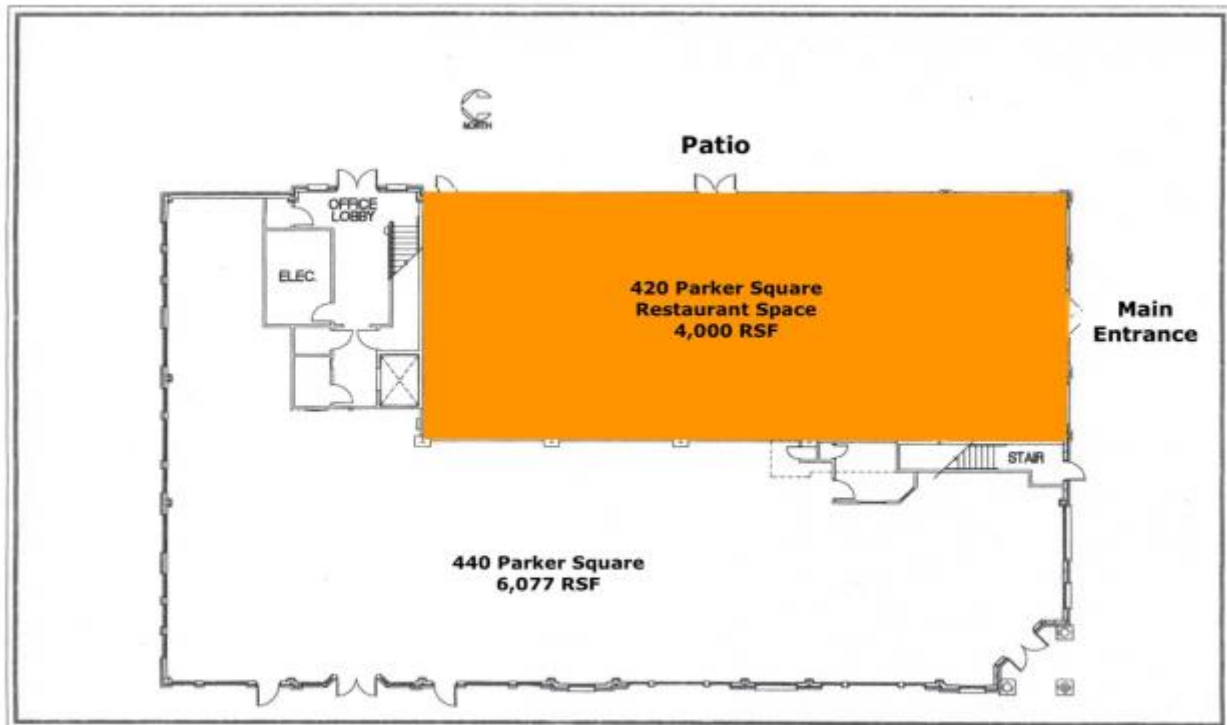 NORTH
Patio
OFFICE
LOBBY
ELEC.
420 Parker Square
Restaurant Space
4,000 RSF
Main
Entrance
STAIR
440 Parker Square
6,077 RSF